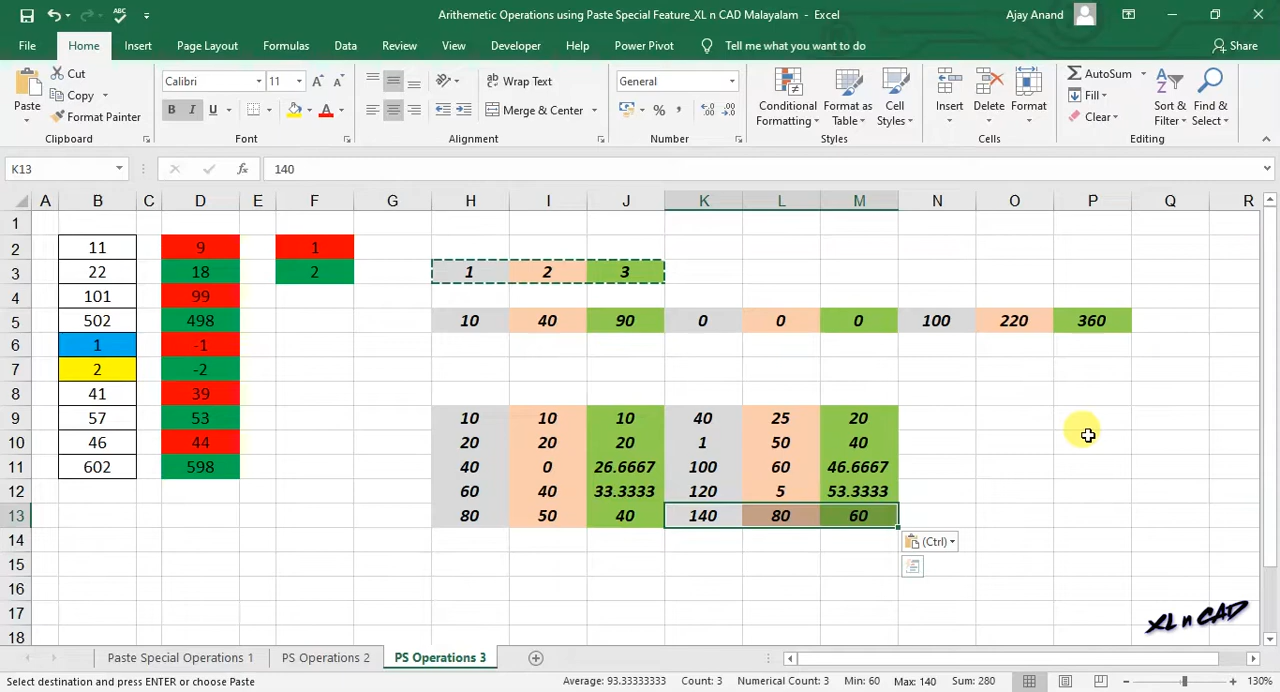 Arithemetic Operations using Paste Special Feature_XL n CAD Malayalam - Excel
Ajay Anand
File Home Insert Page Layout Formulas Data Review View Developer Help Power Pivot Tell me what you want to do Share
Paste
Cut
Copy
Format Painter
Clipboard
Calibri 11
B I U
Font
Wrap Text
Merge & Center
Alignment
General
Number
Conditional Formatting
Format as Table
Cell Styles
Styles
Insert
Delete
Format
Cells
AutoSum
Fill
Clear
Sort & Filter
Find & Select
Editing
K13 fx 140
A B C D E F G H I J K L M N O P Q R
1
2 11 9 1
3 22 18 2 1 2 3
4 101 99
5 502 498 10 40 90 0 0 0 100 220 360
6 1 -1
7 2 -2
8 41 39
9 57 53 10 10 10 40 25 20
10 46 44 20 20 20 1 50 40
11 602 598 40 0 26.6667 100 60 46.6667
12 60 40 33.3333 120 5 53.3333
13 80 50 40 140 80 60
14 (Ctrl)
15
16
17
18
XL n CAD
Paste Special Operations 1 PS Operations 2 PS Operations 3
Select destination and press ENTER or choose Paste Average: 93.33333333 Count: 3 Numerical Count: 3 Min: 60 Max: 140 Sum: 280 130%